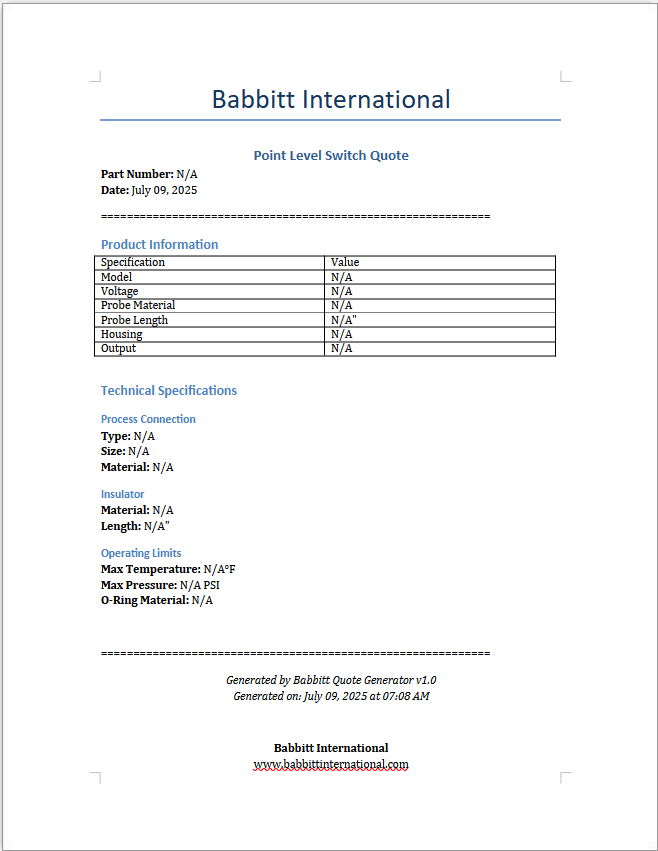 Babbitt International
Point Level Switch Quote
Part Number: N/A
Date: July 09, 2025
============================================================
Product Information
Specification Value
Model N/A
Voltage N/A
Probe Material N/A
Probe Length N/A"
Housing N/A
Output N/A
Technical Specifications
Process Connection
Type: N/A
Size: N/A
Material: N/A
Insulator
Material: N/A
Length: N/A"
Operating Limits
Max Temperature: N/A°F
Max Pressure: N/A PSI
O-Ring Material: N/A
============================================================
Generated by Babbitt Quote Generator v1.0
Generated on: July 09, 2025 at 07:08 AM
Babbitt International
www.babbittinternational.com